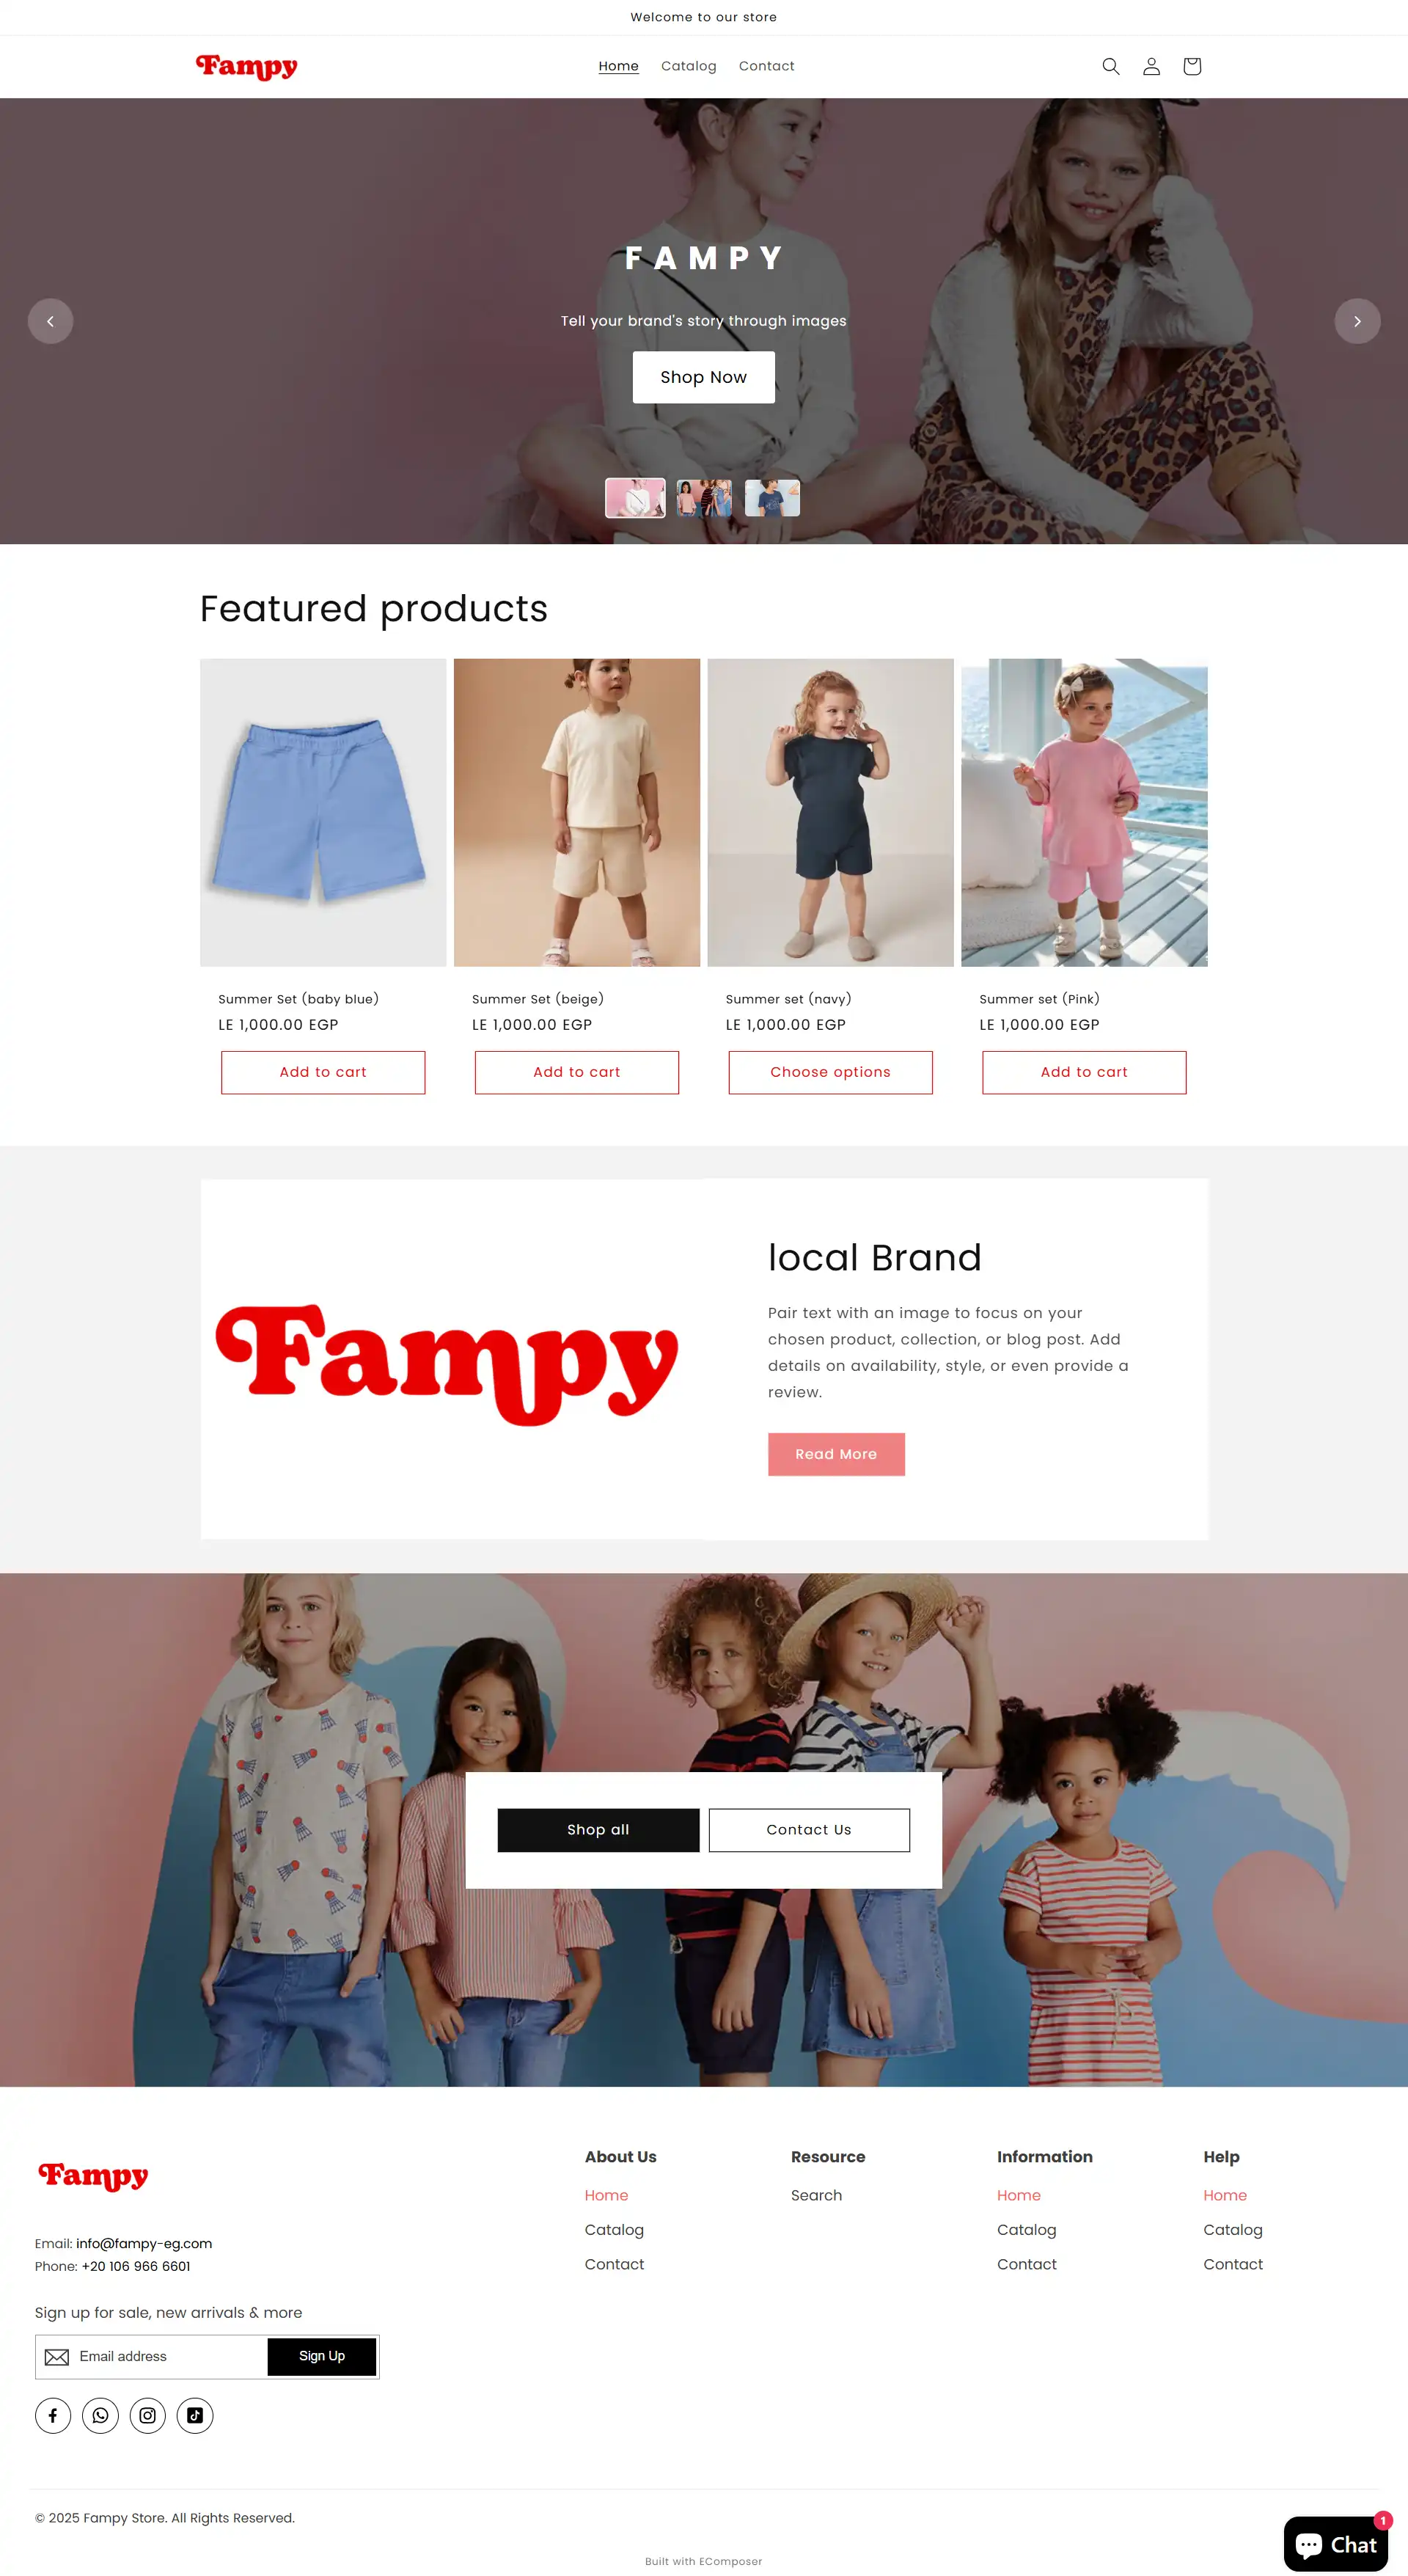 Welcome to our store
Fampy
Home Catalog Contact
FAMPY
Tell your brand's story through images
Shop Now
Featured products
Summer Set (baby blue)
LE 1,000.00 EGP
Add to cart
Summer Set (beige)
LE 1,000.00 EGP
Add to cart
Summer set (navy)
LE 1,000.00 EGP
Choose options
Summer set (Pink)
LE 1,000.00 EGP
Add to cart
Fampy
local Brand
Pair text with an image to focus on your
chosen product, collection, or blog post. Add
details on availability, style, or even provide a
review.
Read More
Shop all
Contact Us
Fampy
Email: info@fampy-eg.com
Phone: +20 106 966 6601
Sign up for sale, new arrivals & more
Email address
Sign Up
About Us
Home
Catalog
Contact
Resource
Search
Information
Home
Catalog
Contact
Help
Home
Catalog
Contact
© 2025 Fampy Store. All Rights Reserved.
Built with EComposer
Chat
1